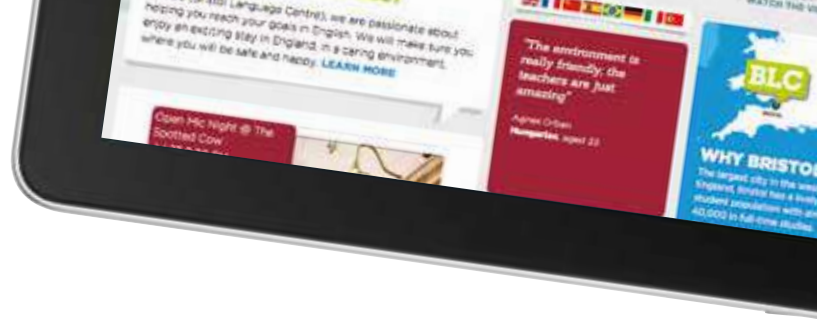 Language Centre), we are passionate about
helping you reach your goals in English. We will make sure you
enjoy an exciting stay in England, in a caring environment,
where you will be safe and happy. LEARN MORE
Open Mic Night @ The
Spotted Cow
WATCH THE
"The environment is
really friendly, the
teachers are just
amazing"
Agnes Orban
Hungarian, aged 23
BLC
WHY BRISTO
The largest city in the
England, Bristol has a
student population with
40,000 in full-time studies.